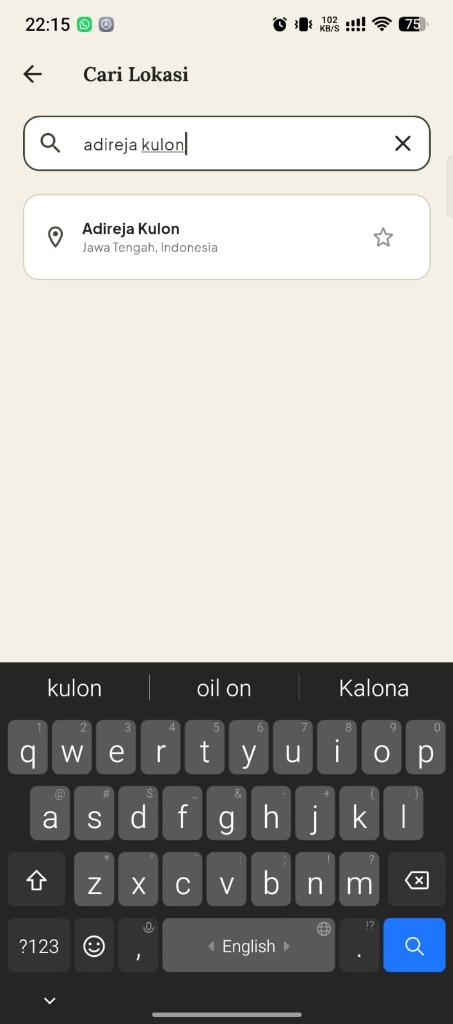 22:15
102
KB/S
75
Cari Lokasi
adireja kulon
Adireja Kulon
Jawa Tengah, Indonesia
kulon oil on Kalona
1 2 3 4 5 6 7 8 9 0
q w e r t y u i o p
@ # $ _ & - + ( )
a s d f g h j k l
* " ' : ; ! ?
z x c v b n m
!?
?123 , English .